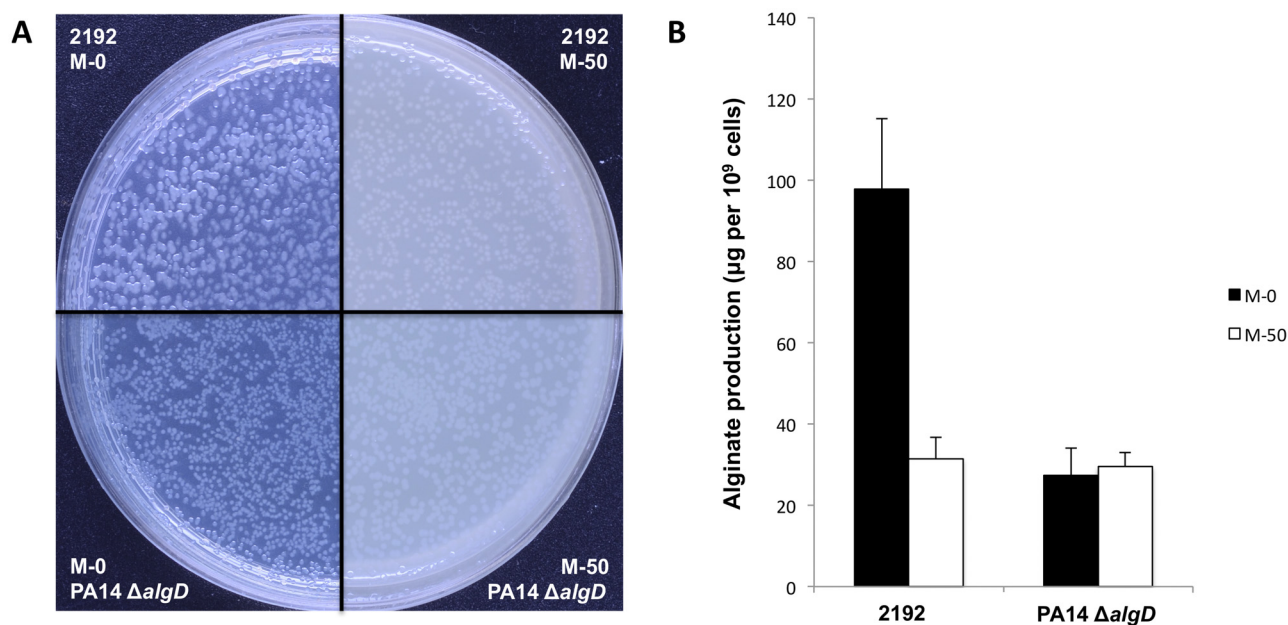 A
2192
M-0
2192
M-50
M-0
PA14 ΔalgD
M-50
PA14 ΔalgD
B
Alginate production (µg per 10⁹ cells)
140
120
100
80
60
40
20
0
2192
PA14 ΔalgD
M-0
M-50